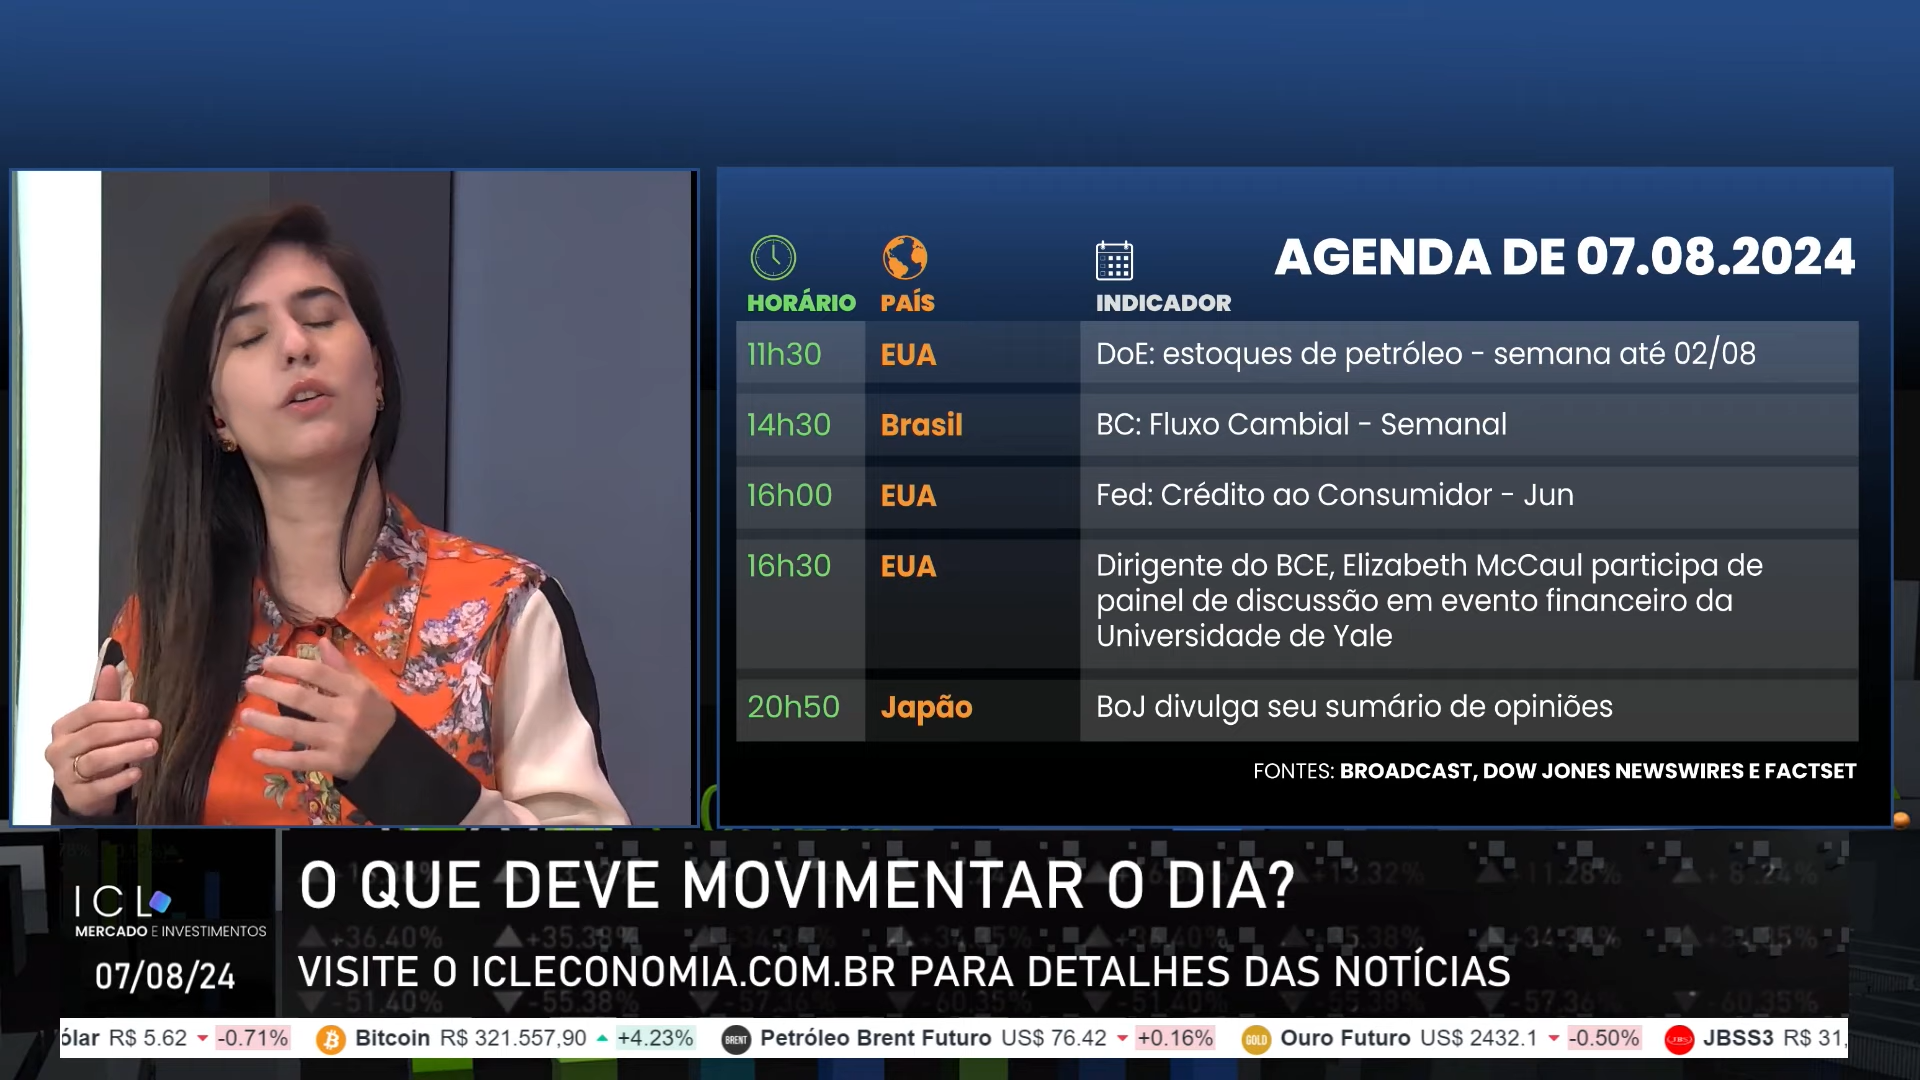 AGENDA DE 07.08.2024
HORÁRIO PAÍS INDICADOR
11h30 EUA DoE: estoques de petróleo - semana até 02/08
14h30 Brasil BC: Fluxo Cambial - Semanal
16h00 EUA Fed: Crédito ao Consumidor - Jun
16h30 EUA Dirigente do BCE, Elizabeth McCaul participa de
painel de discussão em evento financeiro da
Universidade de Yale
20h50 Japão BoJ divulga seu sumário de opiniões
FONTES: BROADCAST, DOW JONES NEWSWIRES E FACTSET
O QUE DEVE MOVIMENTAR O DIA?
VISITE O ICLECONOMIA.COM.BR PARA DETALHES DAS NOTÍCIAS
ICL
MERCADO E INVESTIMENTOS
07/08/24
ólar R$ 5.62 -0.71% Bitcoin R$ 321.557,90 +4.23% BRENT Petróleo Brent Futuro US$ 76.42 +0.16% GOLD Ouro Futuro US$ 2432.1 -0.50% JBS JBSS3 R$ 31,